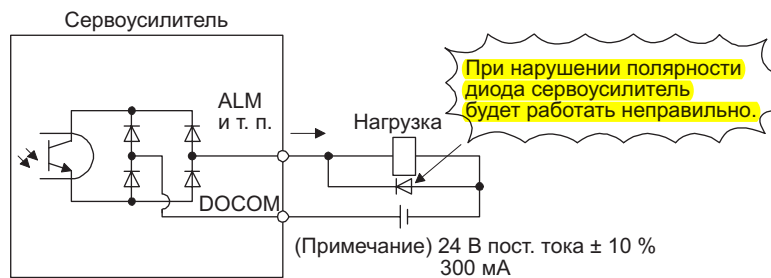 Сервоусилитель
При нарушении полярности
диода сервоусилитель
будет работать неправильно.
ALM
и т. п.
Нагрузка
DOCOM
(Примечание) 24 В пост. тока ± 10 %
300 мА